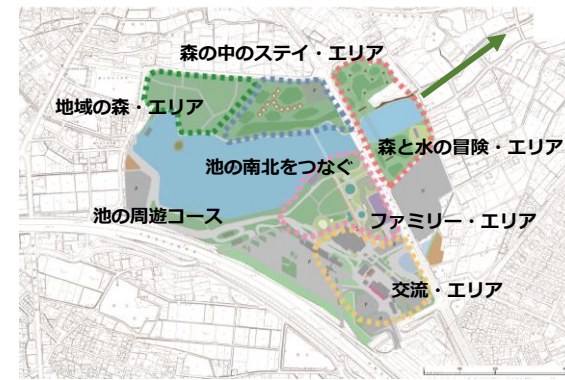 森の中のステイ・エリア
地域の森・エリア
森と水の冒険・エリア
池の南北をつなぐ
池の周遊コース
ファミリー・エリア
交流・エリア